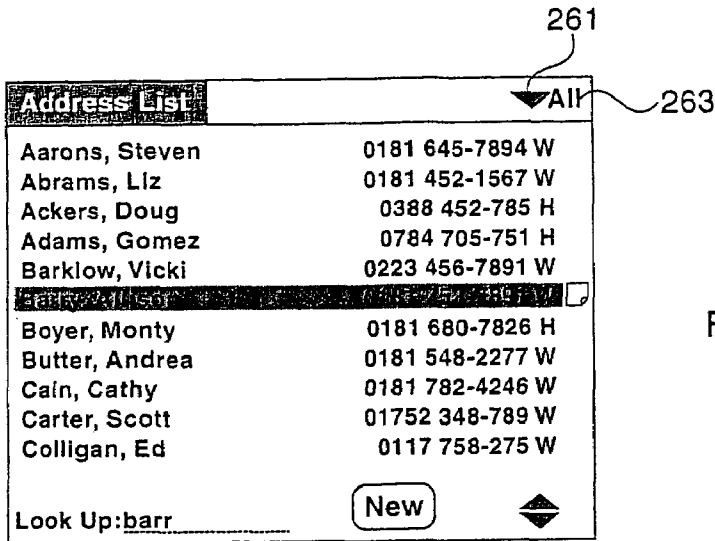 261
Address List
All
263
Aarons, Steven 0181 645-7894 W
Abrams, Liz 0181 452-1567 W
Ackers, Doug 0388 452-785 H
Adams, Gomez 0784 705-751 H
Barklow, Vicki 0223 456-7891 W
Boyer, Monty 0181 680-7826 H
Butter, Andrea 0181 548-2277 W
Cain, Cathy 0181 782-4246 W
Carter, Scott 01752 348-789 W
Colligan, Ed 0117 758-275 W
Look Up:barr New